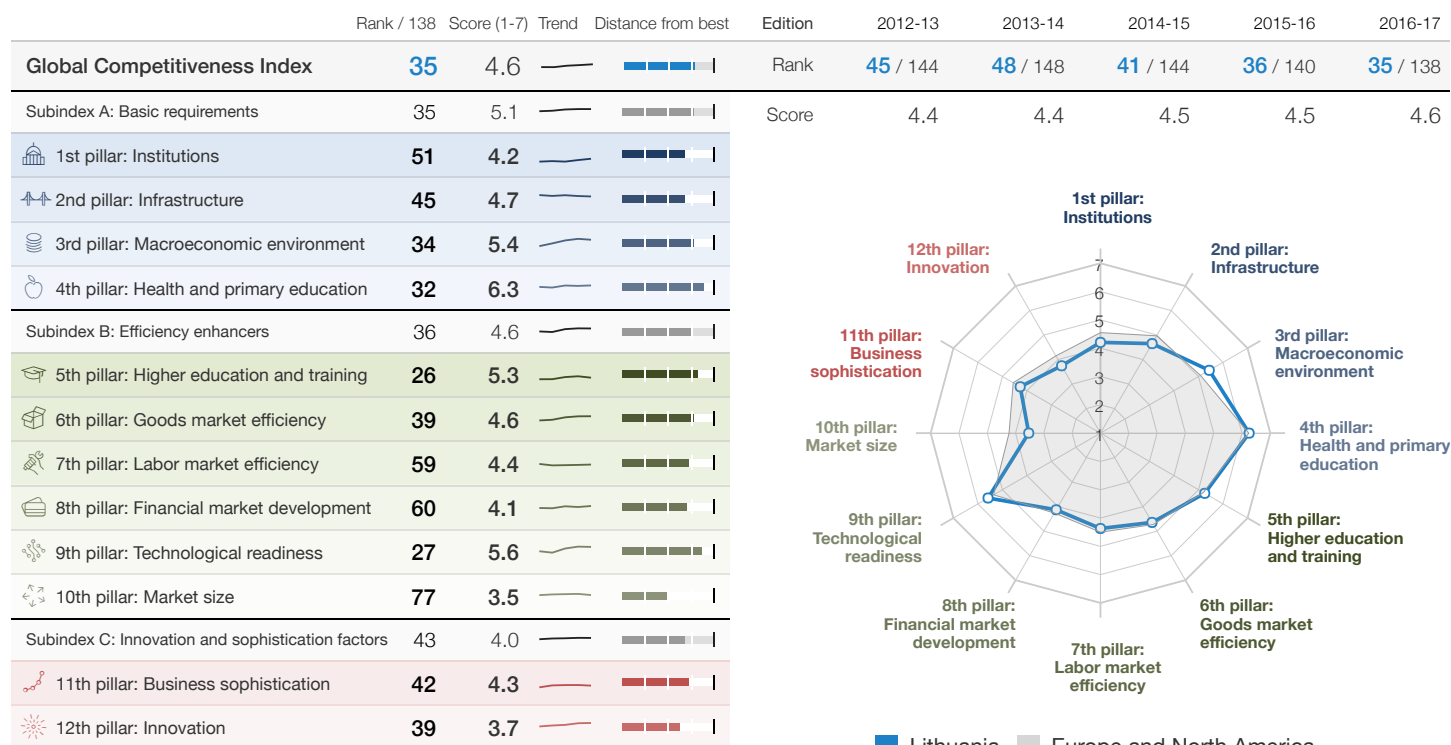 Rank / 138 Score (1-7) Trend Distance from best
Global Competitiveness Index 35 4.6
Subindex A: Basic requirements 35 5.1
1st pillar: Institutions 51 4.2
2nd pillar: Infrastructure 45 4.7
3rd pillar: Macroeconomic environment 34 5.4
4th pillar: Health and primary education 32 6.3
Subindex B: Efficiency enhancers 36 4.6
5th pillar: Higher education and training 26 5.3
6th pillar: Goods market efficiency 39 4.6
7th pillar: Labor market efficiency 59 4.4
8th pillar: Financial market development 60 4.1
9th pillar: Technological readiness 27 5.6
10th pillar: Market size 77 3.5
Subindex C: Innovation and sophistication factors 43 4.0
11th pillar: Business sophistication 42 4.3
12th pillar: Innovation 39 3.7
Edition 2012-13 2013-14 2014-15 2015-16 2016-17
Rank 45 / 144 48 / 148 41 / 144 36 / 140 35 / 138
Score 4.4 4.4 4.5 4.5 4.6
1st pillar:
Institutions
2nd pillar:
Infrastructure
3rd pillar:
Macroeconomic
environment
4th pillar:
Health and primary
education
5th pillar:
Higher education
and training
6th pillar:
Goods market
efficiency
7th pillar:
Labor market
efficiency
8th pillar:
Financial market
development
9th pillar:
Technological
readiness
10th pillar:
Market size
11th pillar:
Business
sophistication
12th pillar:
Innovation
7
6
5
4
3
2
1
Lithuania Europe and North America